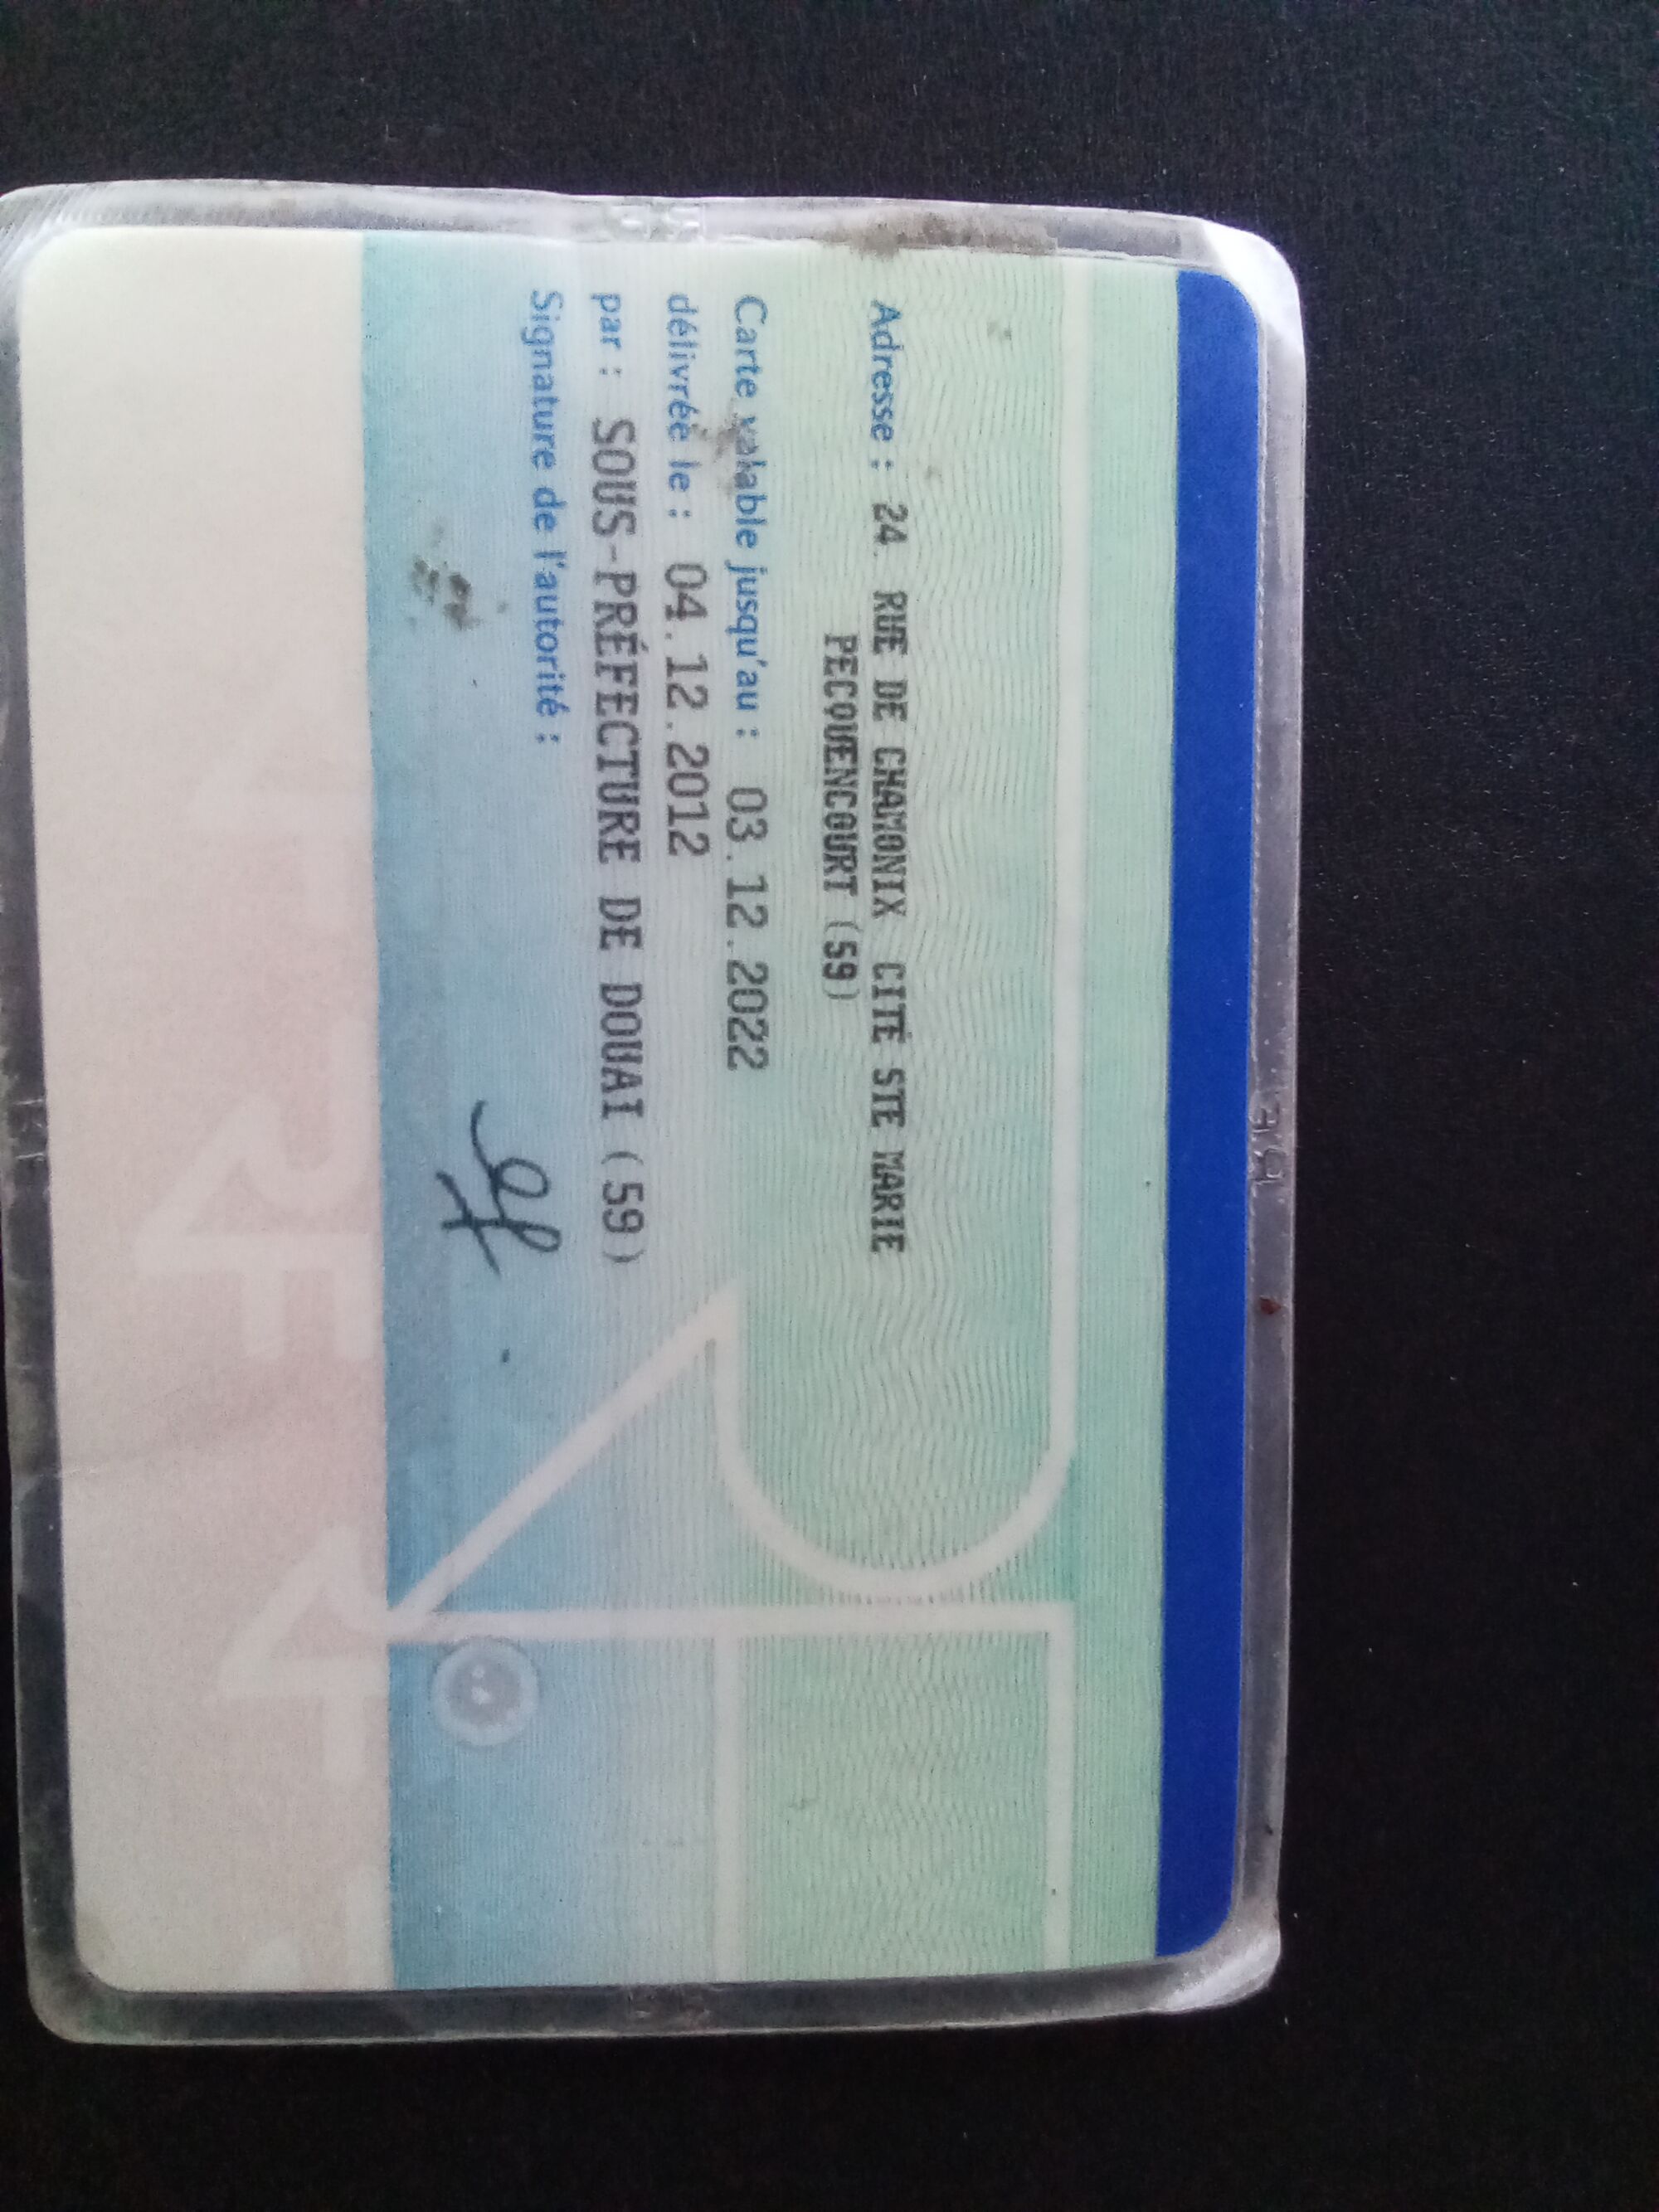 Adresse : 24 RUE DE CHAMONIX CITÉ STE MARIE
PECQUENCOURT (59)
Carte valable jusqu'au : 03.12.2022
délivrée le : 04.12.2012
par : SOUS-PRÉFECTURE DE DOUAI (59)
Signature de l'autorité :
RF